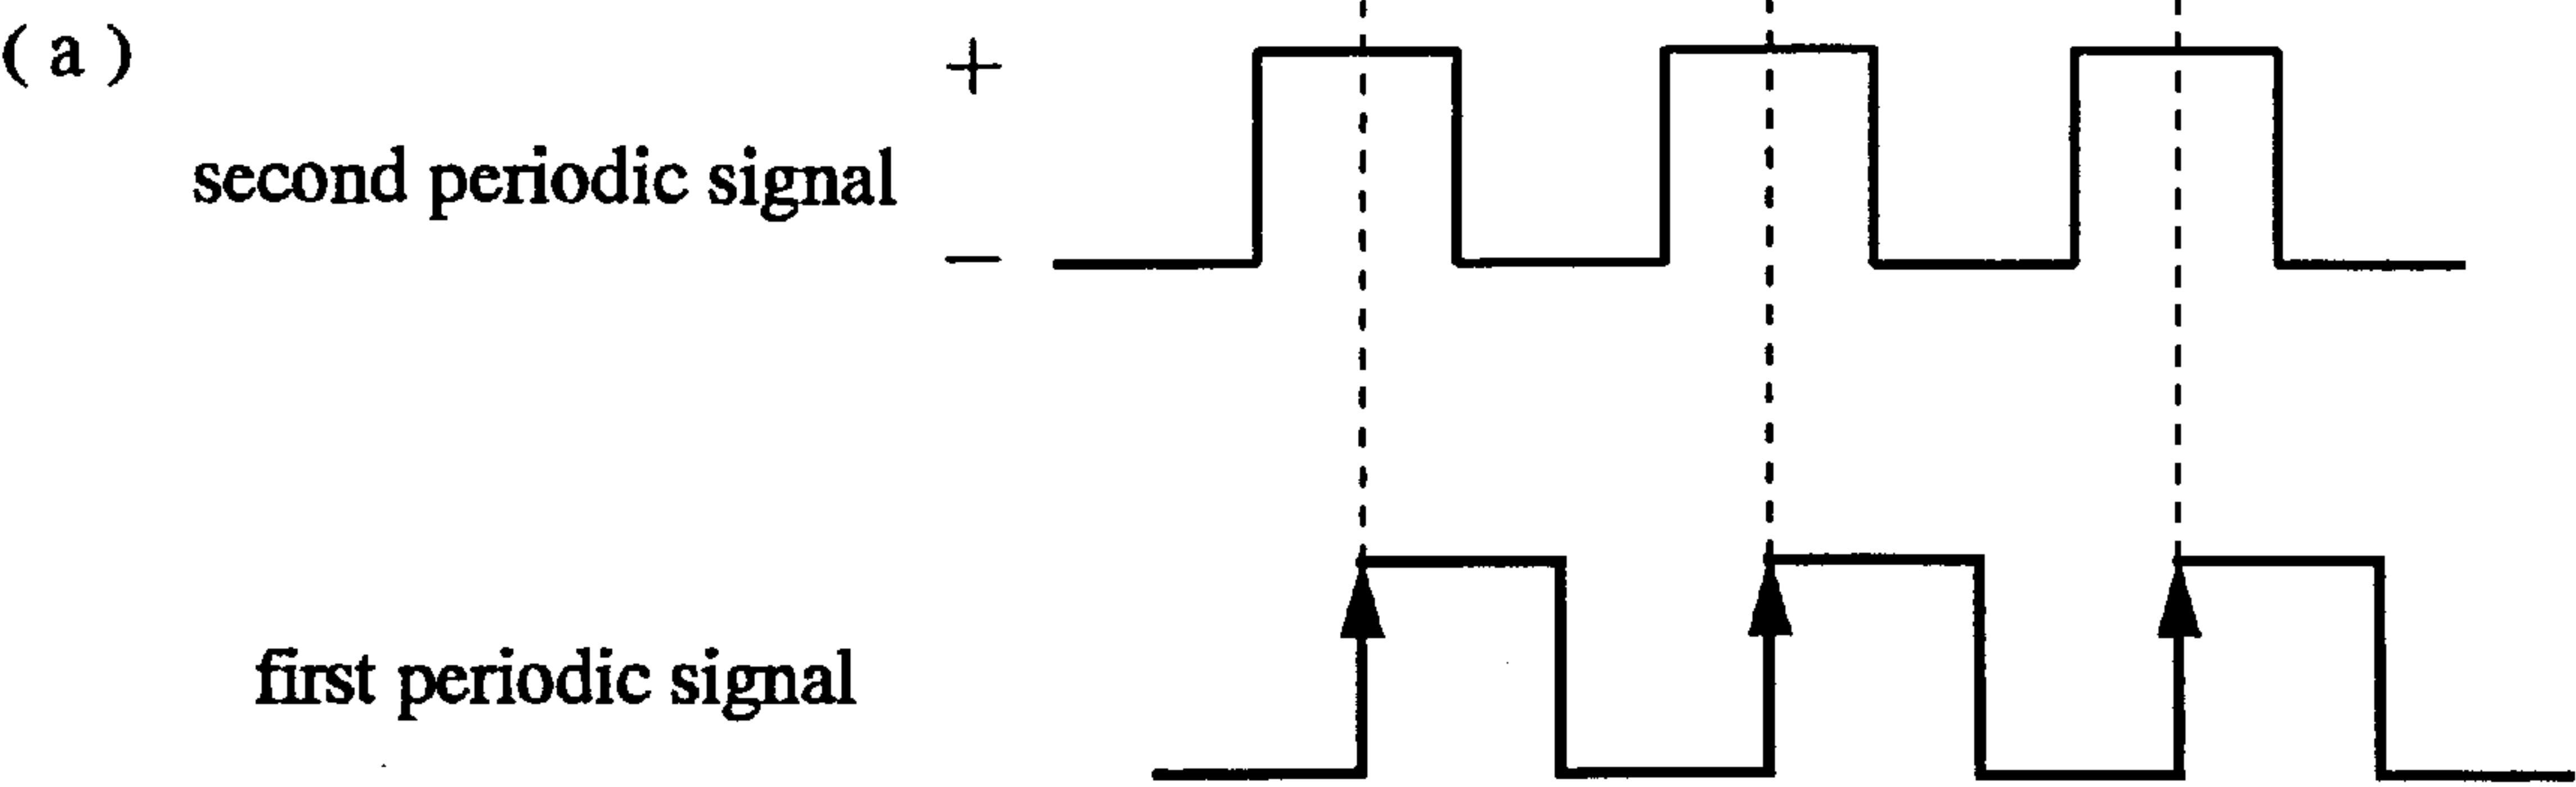 ( a )
+
second periodic signal
−
first periodic signal